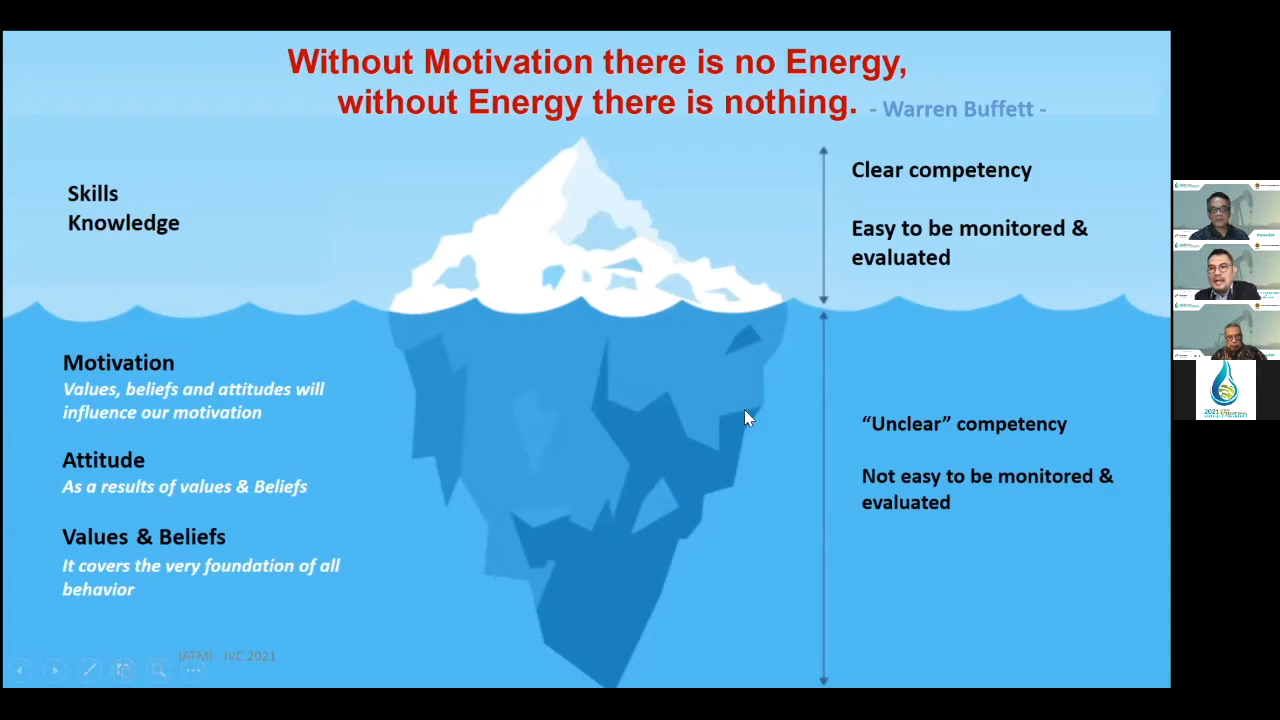 Without Motivation there is no Energy,
without Energy there is nothing.
- Warren Buffett -
Skills
Knowledge
Clear competency
Easy to be monitored &
evaluated
Motivation
Values, beliefs and attitudes will
influence our motivation
Attitude
As a results of values & Beliefs
Values & Beliefs
It covers the very foundation of all
behavior
“Unclear” competency
Not easy to be monitored &
evaluated
IATMI - IVC 2021
2021